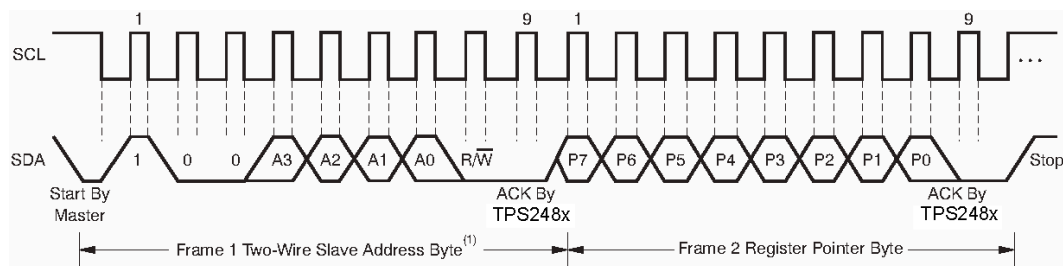 1 9 1 9
SCL ...
SDA 1 0 0 A3 A2 A1 A0 R/W̅ P7 P6 P5 P4 P3 P2 P1 P0 Stop
Start By
Master
ACK By
TPS248x
ACK By
TPS248x
Frame 1 Two-Wire Slave Address Byte(1) Frame 2 Register Pointer Byte